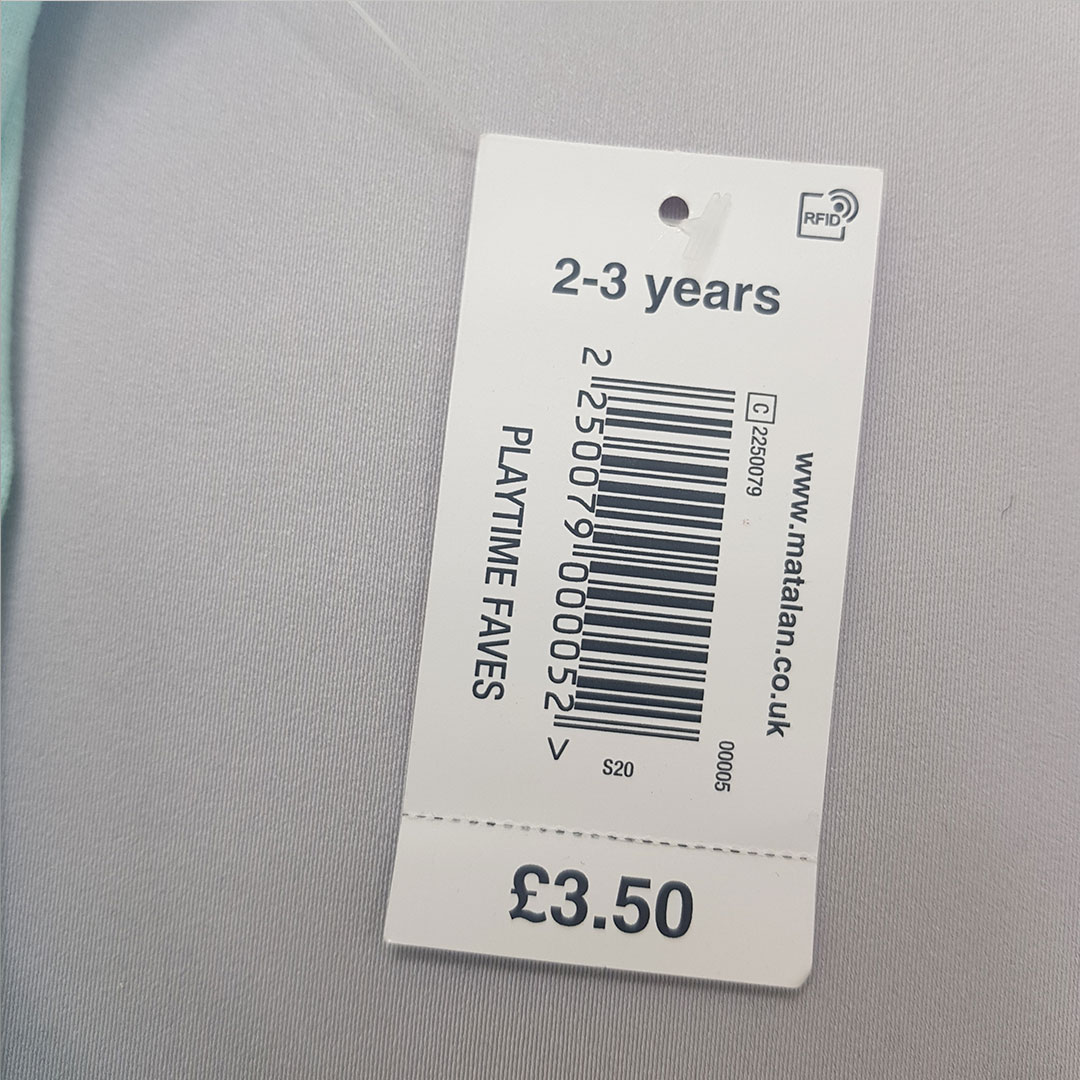 RFID
2-3 years
www.matalan.co.uk
C 2250079
00005
2 250079 000052 >
PLAYTIME FAVES
S20
£3.50